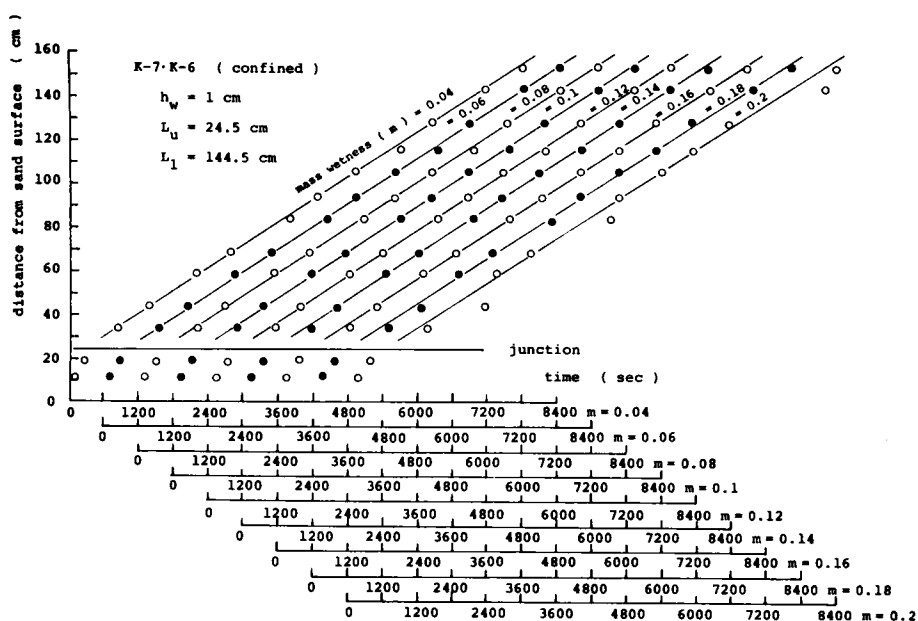 distance from sand surface ( cm )
160
140
120
100
80
60
40
20
0
K-7·K-6 ( confined )
h_w = 1 cm
L_u = 24.5 cm
L_l = 144.5 cm
mass wetness ( m ) = 0.04
= 0.06
= 0.08
= 0.1
= 0.12
= 0.14
= 0.16
= 0.18
= 0.2
junction
time ( sec )
0 1200 2400 3600 4800 6000 7200 8400 m = 0.04
0 1200 2400 3600 4800 6000 7200 8400 m = 0.06
0 1200 2400 3600 4800 6000 7200 8400 m = 0.08
0 1200 2400 3600 4800 6000 7200 8400 m = 0.1
0 1200 2400 3600 4800 6000 7200 8400 m = 0.12
0 1200 2400 3600 4800 6000 7200 8400 m = 0.14
0 1200 2400 3600 4800 6000 7200 8400 m = 0.16
0 1200 2400 3600 4800 6000 7200 8400 m = 0.18
0 1200 2400 3600 4800 6000 7200 8400 m = 0.2